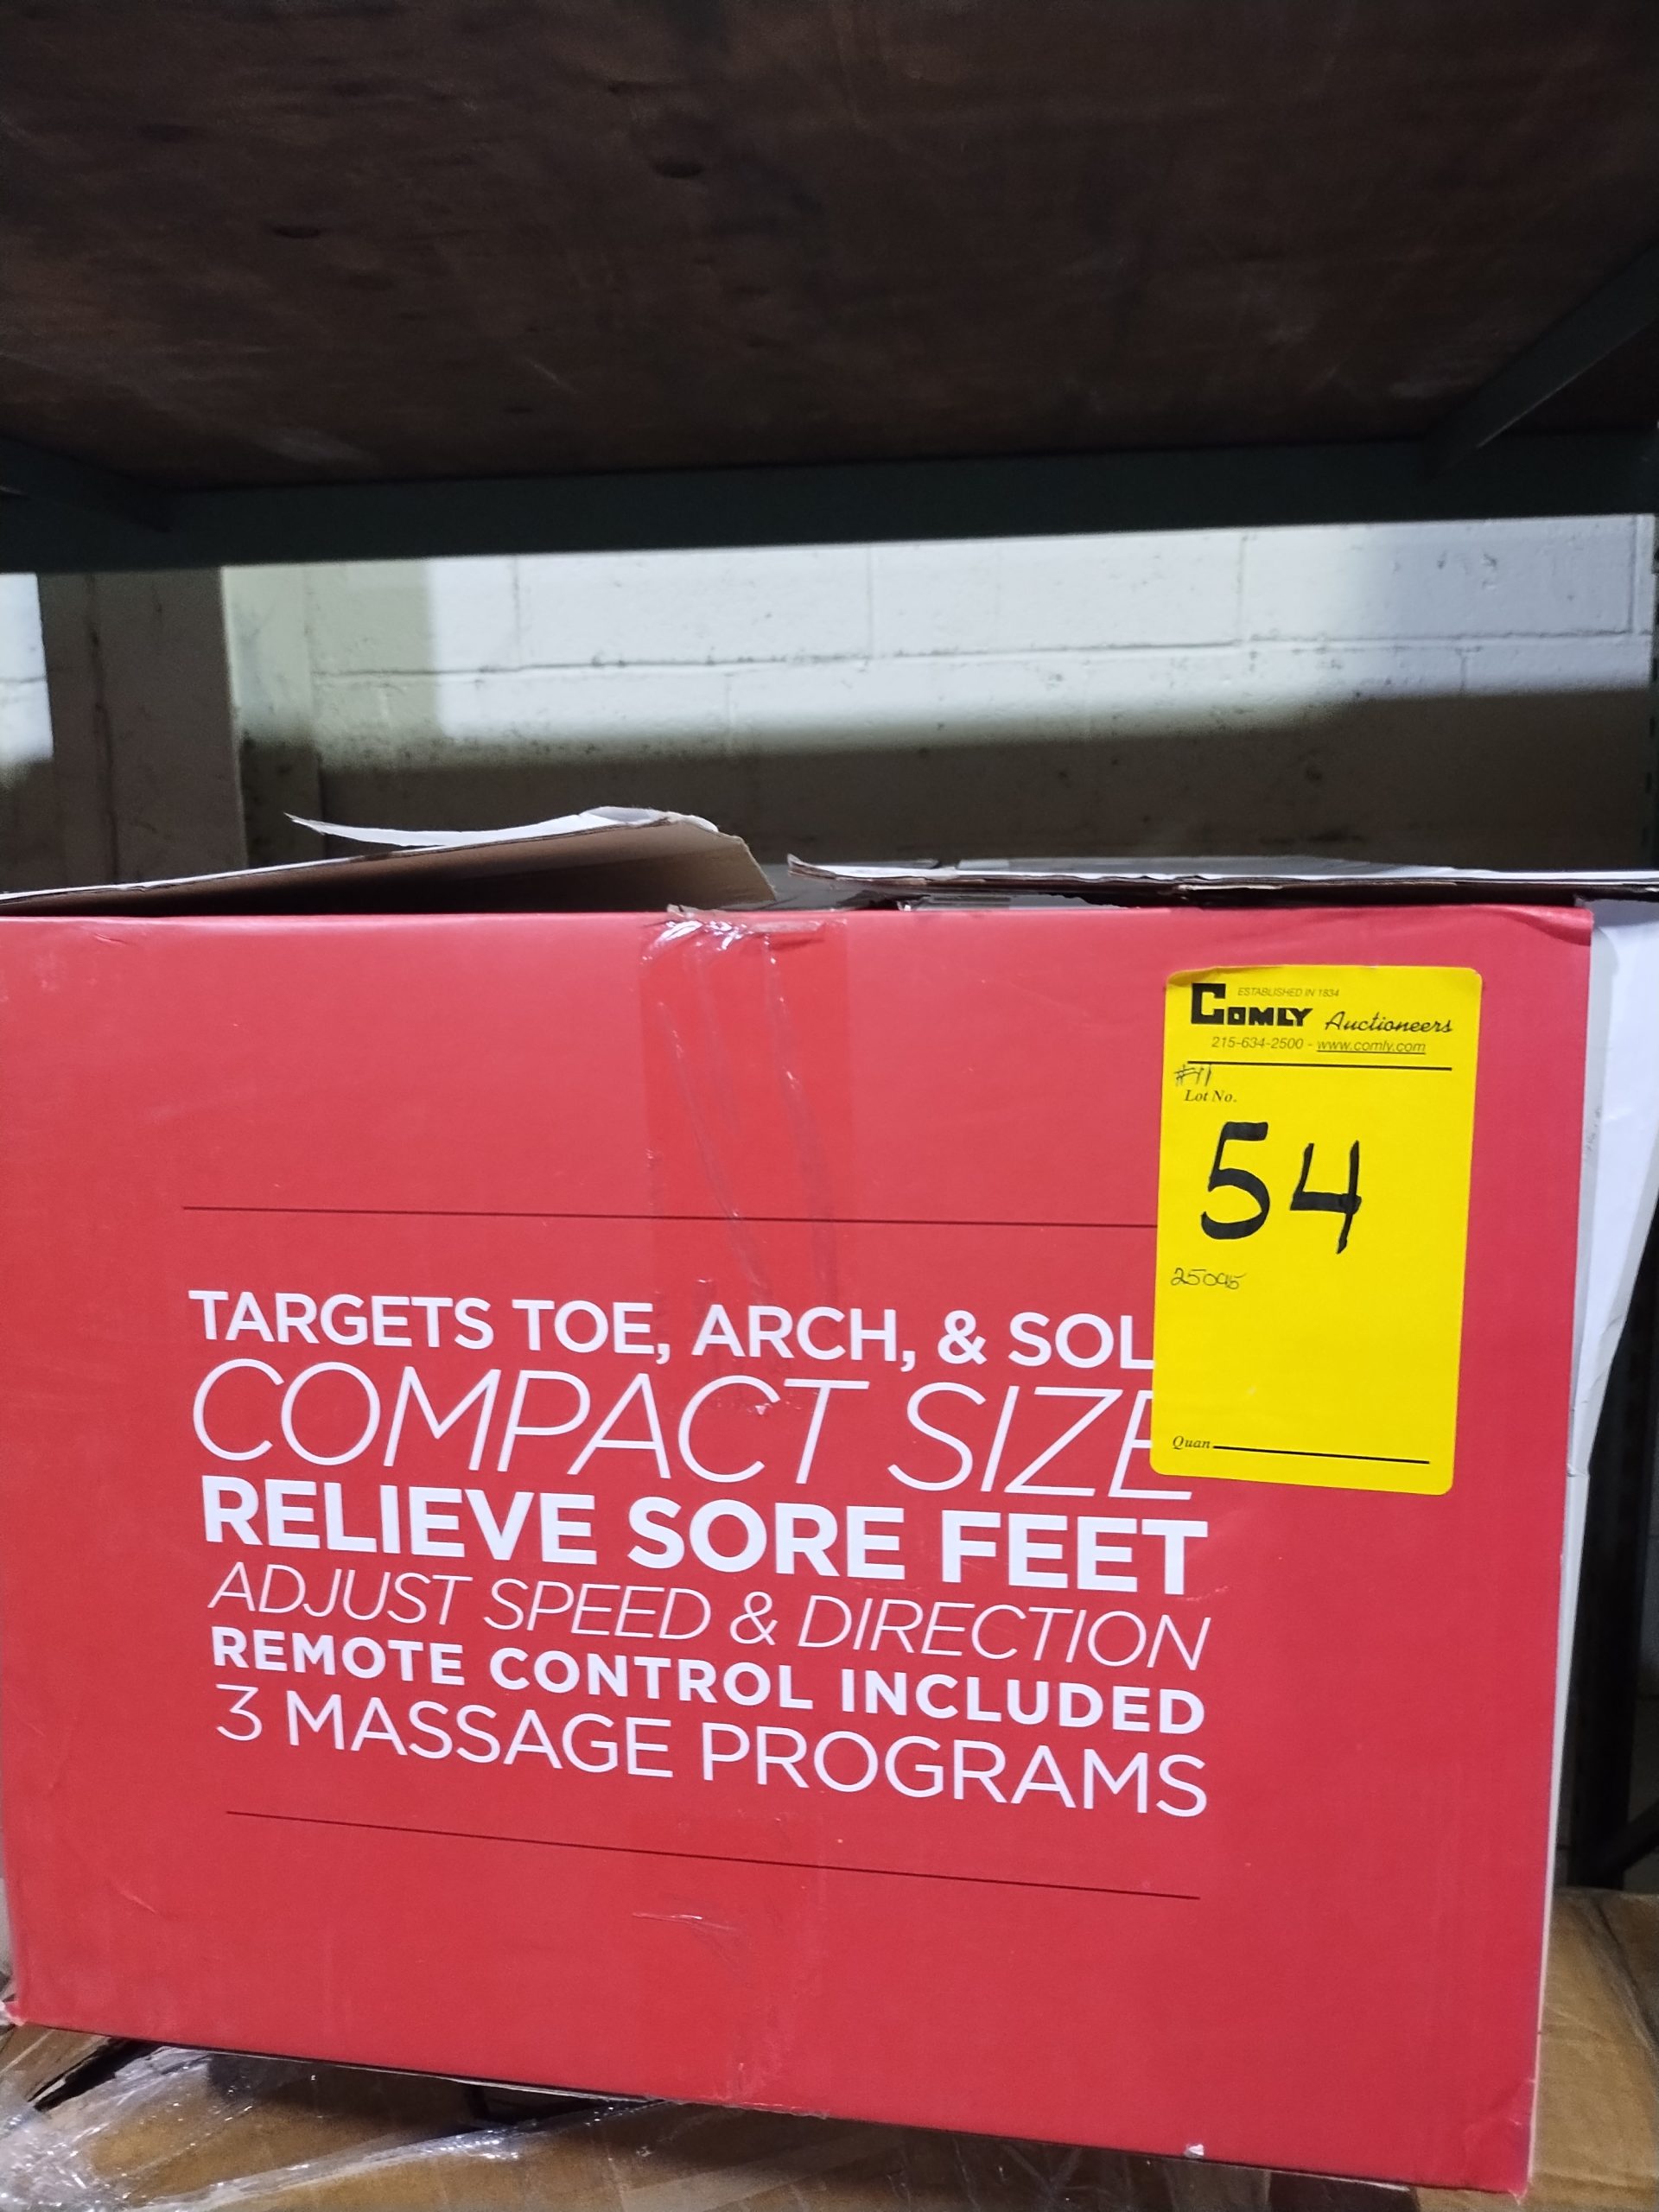 ESTABLISHED IN 1834
COMLY Auctioneers
215-634-2500 - www.comly.com
Lot No.
54
Quan
TARGETS TOE, ARCH, & SOL
COMPACT SIZE
RELIEVE SORE FEET
ADJUST SPEED & DIRECTION
REMOTE CONTROL INCLUDED
3 MASSAGE PROGRAMS